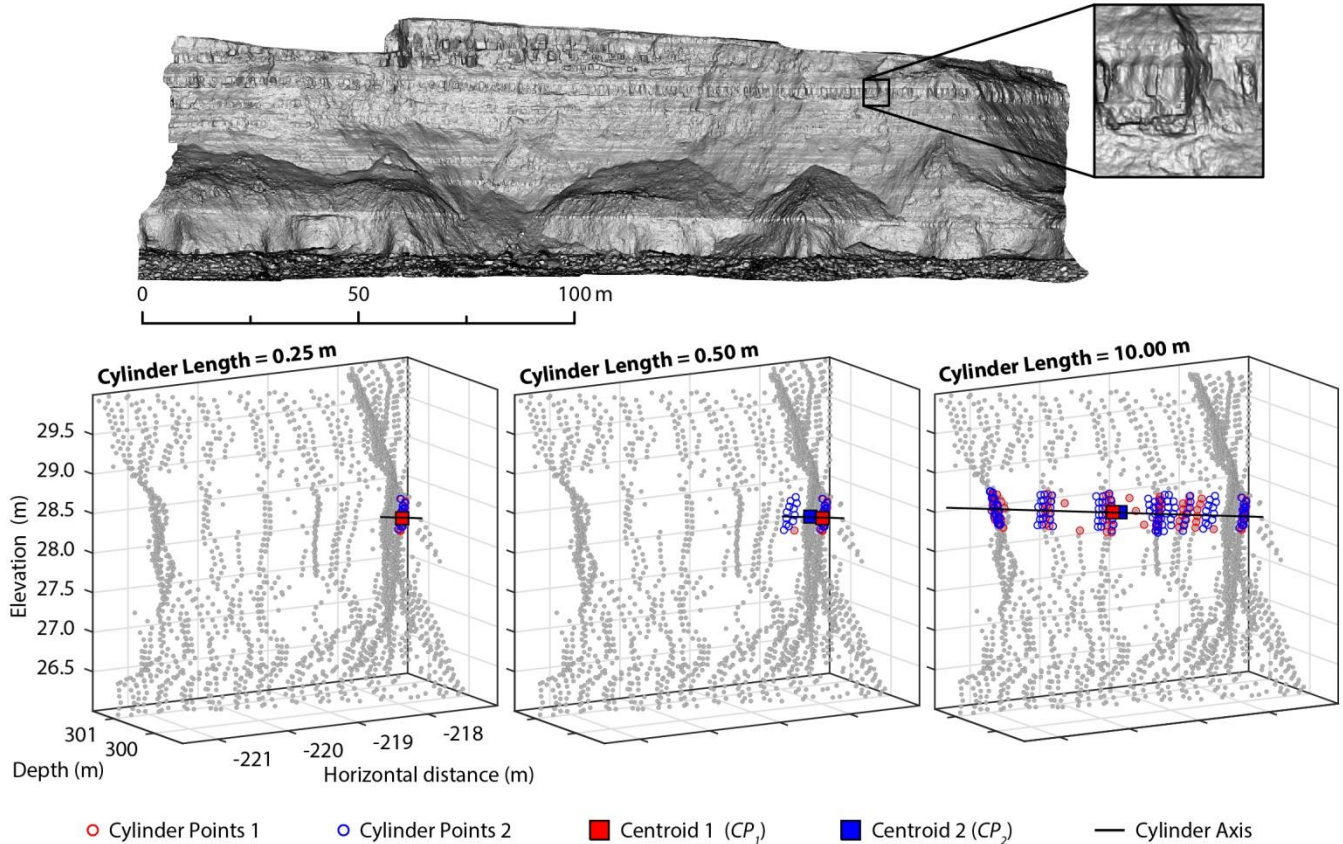 0 50 100 m
Cylinder Length = 0.25 m Cylinder Length = 0.50 m Cylinder Length = 10.00 m
29.5
29.0
28.5
28.0
27.5
27.0
26.5
Elevation (m)
301
300
-221
-220
-219
-218
Depth (m) Horizontal distance (m)
Cylinder Points 1 Cylinder Points 2 Centroid 1 (CP₁) Centroid 2 (CP₂) Cylinder Axis